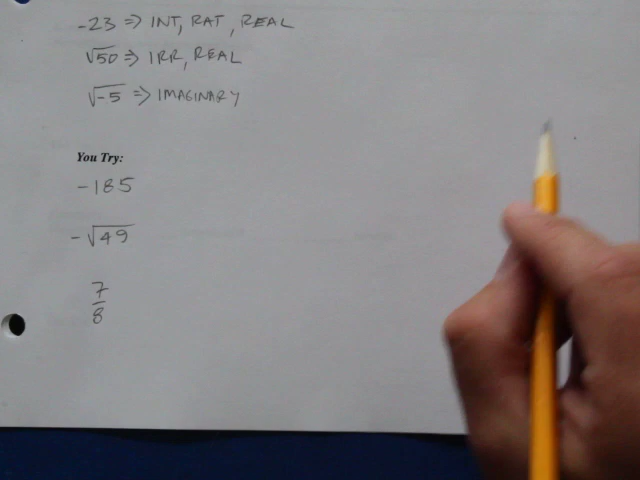 -23 => INT, RAT, REAL
√50 => IRR, REAL
√-5 => IMAGINARY
You Try:
-185
-√49
7
8